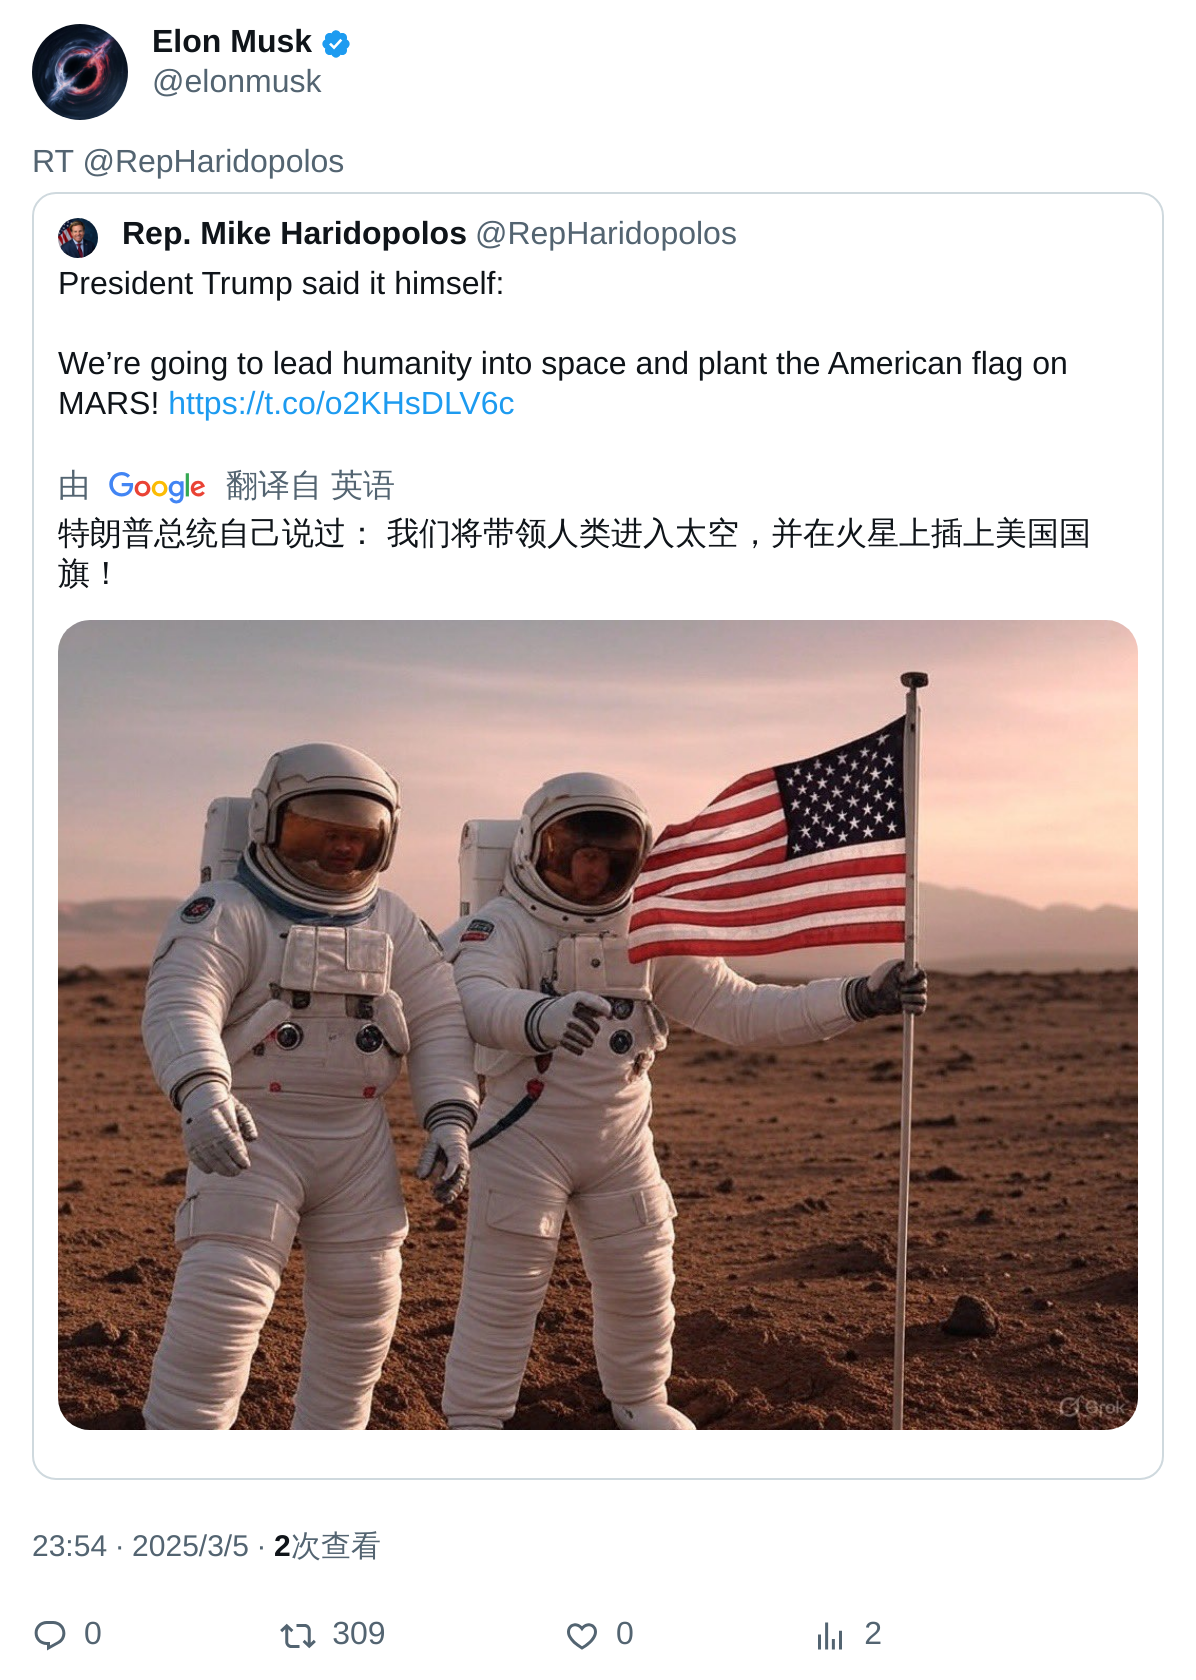 Elon Musk
@elonmusk
RT @RepHaridopolos
Rep. Mike Haridopolos @RepHaridopolos
President Trump said it himself:
We’re going to lead humanity into space and plant the American flag on
MARS! https://t.co/o2KHsDLV6c
由 Google 翻译自 英语
特朗普总统自己说过： 我们将带领人类进入太空，并在火星上插上美国国
旗！
Grok
23:54 · 2025/3/5 · 2次查看
0 309 0 2